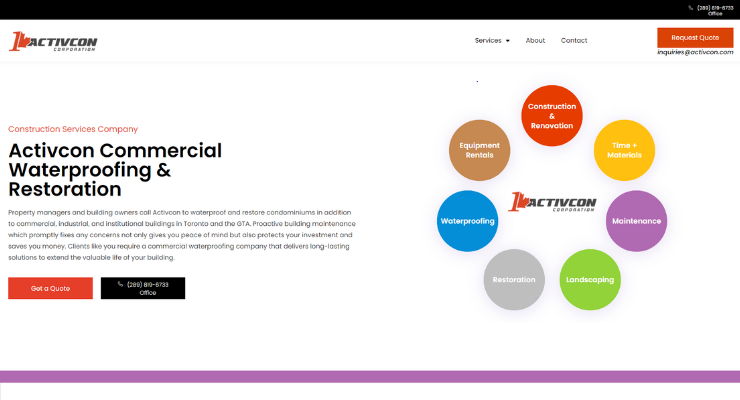 (289) 819-6733
Office
1 ACTIVCON
CORPORATION
Services
About
Contact
Request Quote
inquiries@activcon.com
Construction Services Company
Activcon Commercial
Waterproofing &
Restoration
Property managers and building owners call Activcon to waterproof and restore condominiums in addition
to commercial, industrial, and institutional buildings in Toronto and the GTA. Proactive building maintenance
which promptly fixes any concerns not only gives you peace of mind but also protects your investment and
saves you money. Clients like you require a commercial waterproofing company that delivers long-lasting
solutions to extend the valuable life of your building.
Get a Quote
(289) 819-6733
Office
Construction
&
Renovation
Equipment
Rentals
Time +
Materials
1 ACTIVCON
CORPORATION
Waterproofing
Maintenance
Restoration
Landscaping